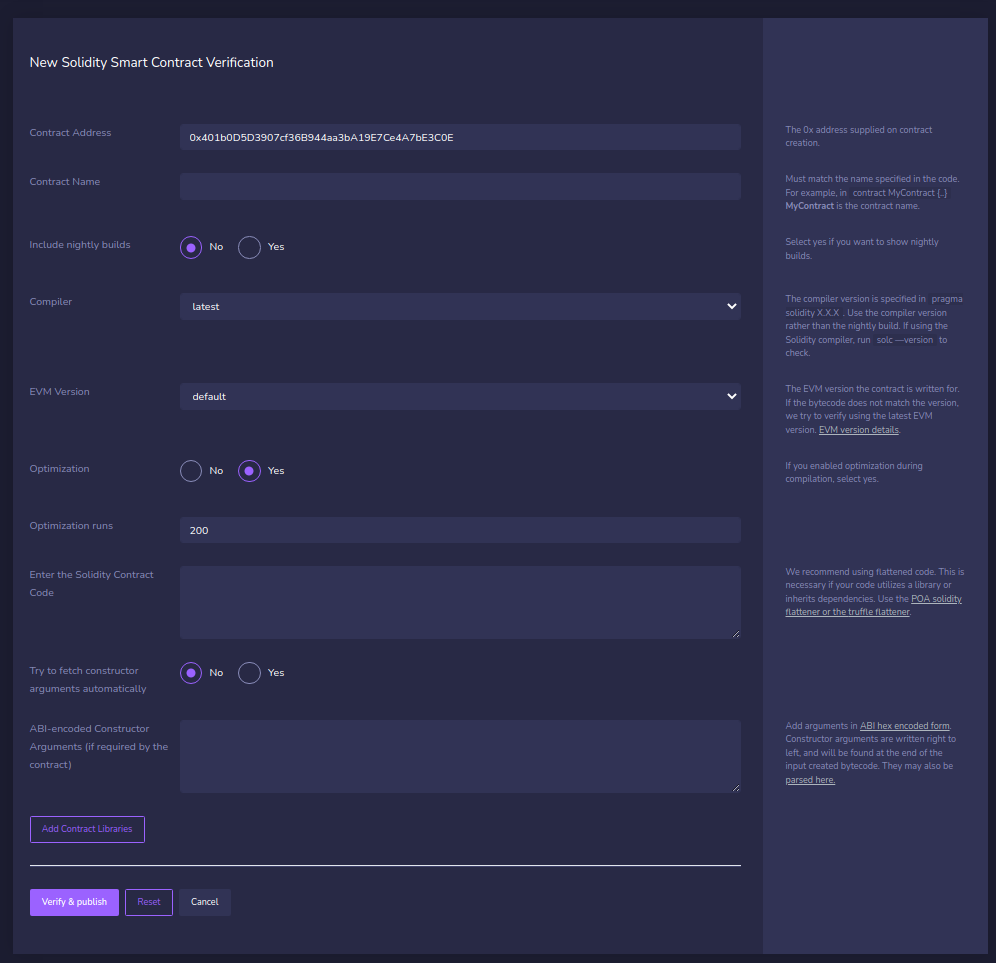 New Solidity Smart Contract Verification
Contract Address
0x401b0D5D3907cf36B944aa3bA19E7Ce4A7bE3C0E
The 0x address supplied on contract
creation.
Contract Name
Must match the name specified in the code.
For example, in contract MyContract {..}
MyContract is the contract name.
Include nightly builds
No
Yes
Select yes if you want to show nightly
builds.
Compiler
latest
The compiler version is specified in pragma
solidity X.X.X . Use the compiler version
rather than the nightly build. If using the
Solidity compiler, run solc —version to
check.
EVM Version
default
The EVM version the contract is written for.
If the bytecode does not match the version,
we try to verify using the latest EVM
version. EVM version details.
Optimization
No
Yes
If you enabled optimization during
compilation, select yes.
Optimization runs
200
Enter the Solidity Contract
Code
We recommend using flattened code. This is
necessary if your code utilizes a library or
inherits dependencies. Use the POA solidity
flattener or the truffle flattener.
Try to fetch constructor
arguments automatically
No
Yes
ABI-encoded Constructor
Arguments (if required by the
contract)
Add arguments in ABI hex encoded form.
Constructor arguments are written right to
left, and will be found at the end of the
input created bytecode. They may also be
parsed here.
Add Contract Libraries
Verify & publish
Reset
Cancel